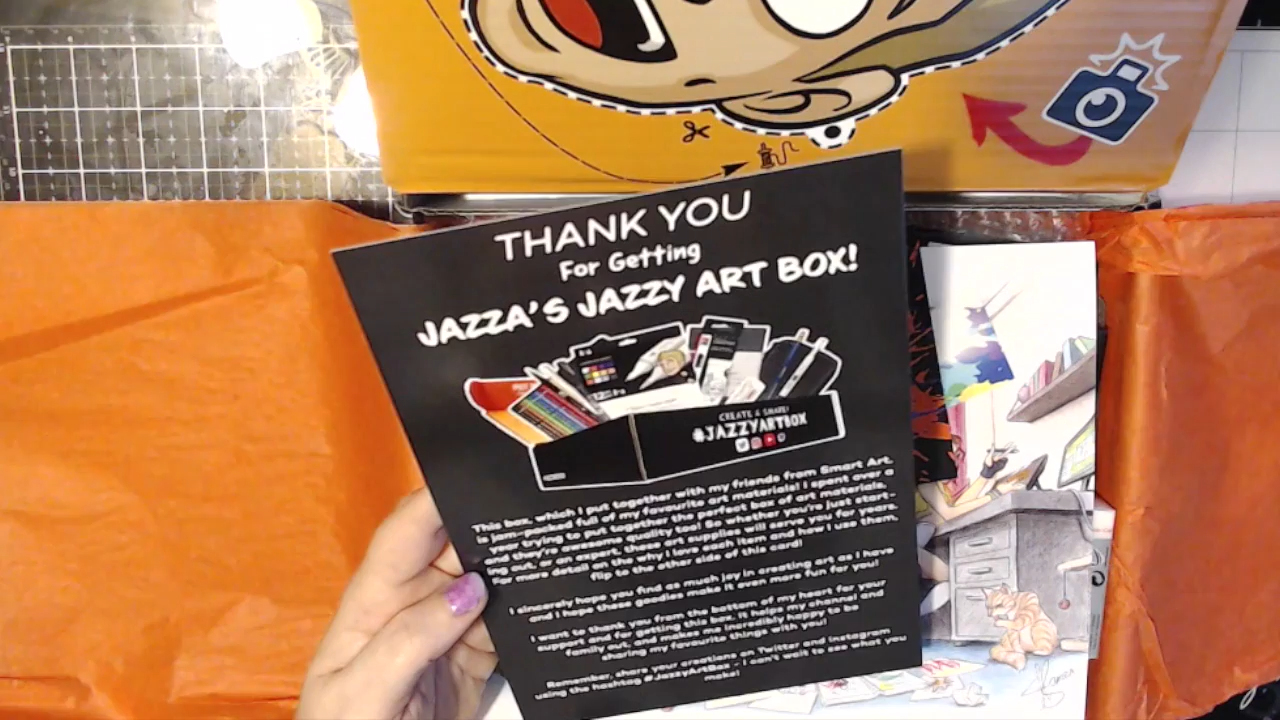 THANK YOU
For Getting
JAZZA'S JAZZY ART BOX!
CREATE & SHARE!
#JAZZYARTBOX
This box, which I put together with my friends from Smart Art,
is jam-packed full of my favourite art materials! I spent over a
year trying to put together the perfect box of art materials,
and they're awesome quality too! So whether you're just start-
ing out, or an expert, these art supplies will serve you for years.
For more detail on the why I love each item and how I use them,
flip to the other side of this card!
I sincerely hope you find as much joy in creating art as I have
and I hope these goodies make it even more fun for you!
I want to thank you from the bottom of my heart for your
support and for getting this box. It helps my channel and
family out, and makes me incredibly happy to be
sharing my favourite things with you!
Remember, share your creations on Twitter and Instagram
using the hashtag #JazzyArtBox - I can't wait to see what you
make!